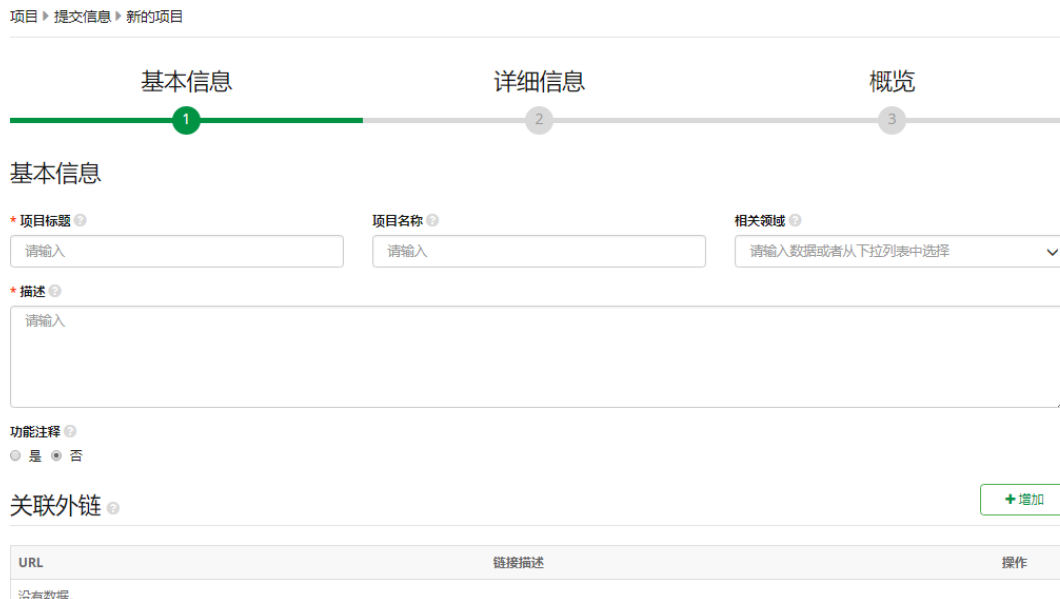 项目 提交信息 新的项目
基本信息 详细信息 概览
1 2 3
基本信息
* 项目标题 ? 项目名称 ? 相关领域 ?
请输入 请输入 请输入数据或者从下拉列表中选择
* 描述 ?
请输入
功能注释 ?
是 否
关联外链 ? +增加
URL 链接描述 操作
没有数据